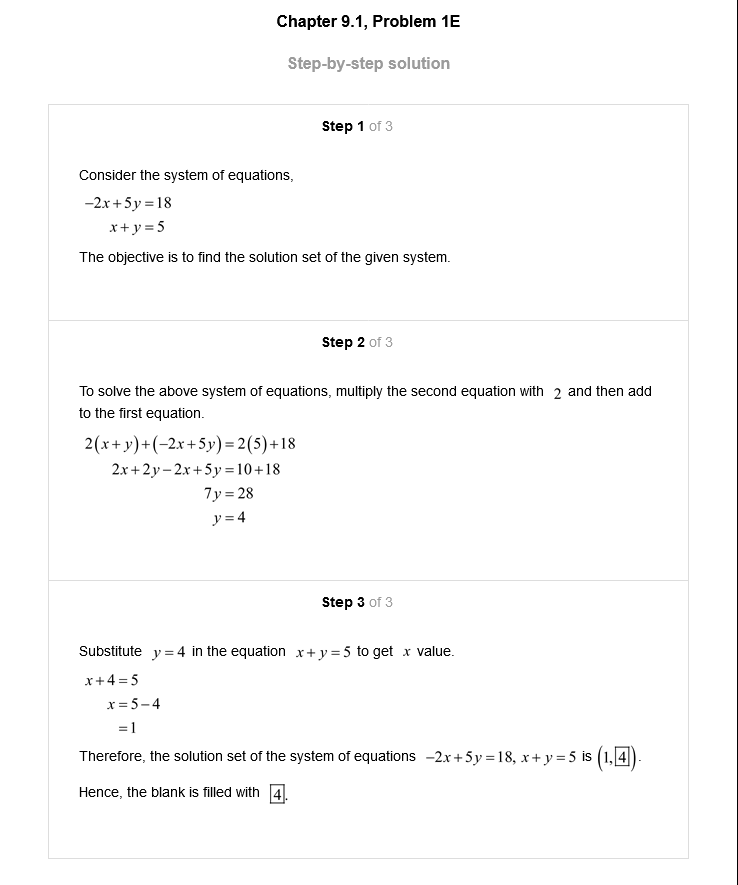 Chapter 9.1, Problem 1E
Step-by-step solution
Step 1 of 3
Consider the system of equations,
−2x+5y=18
x+y=5
The objective is to find the solution set of the given system.
Step 2 of 3
To solve the above system of equations, multiply the second equation with 2 and then add
to the first equation.
2(x+y)+(−2x+5y)=2(5)+18
2x+2y−2x+5y=10+18
7y=28
y=4
Step 3 of 3
Substitute y=4 in the equation x+y=5 to get x value.
x+4=5
x=5−4
=1
Therefore, the solution set of the system of equations −2x+5y=18, x+y=5 is (1,4).
Hence, the blank is filled with 4.